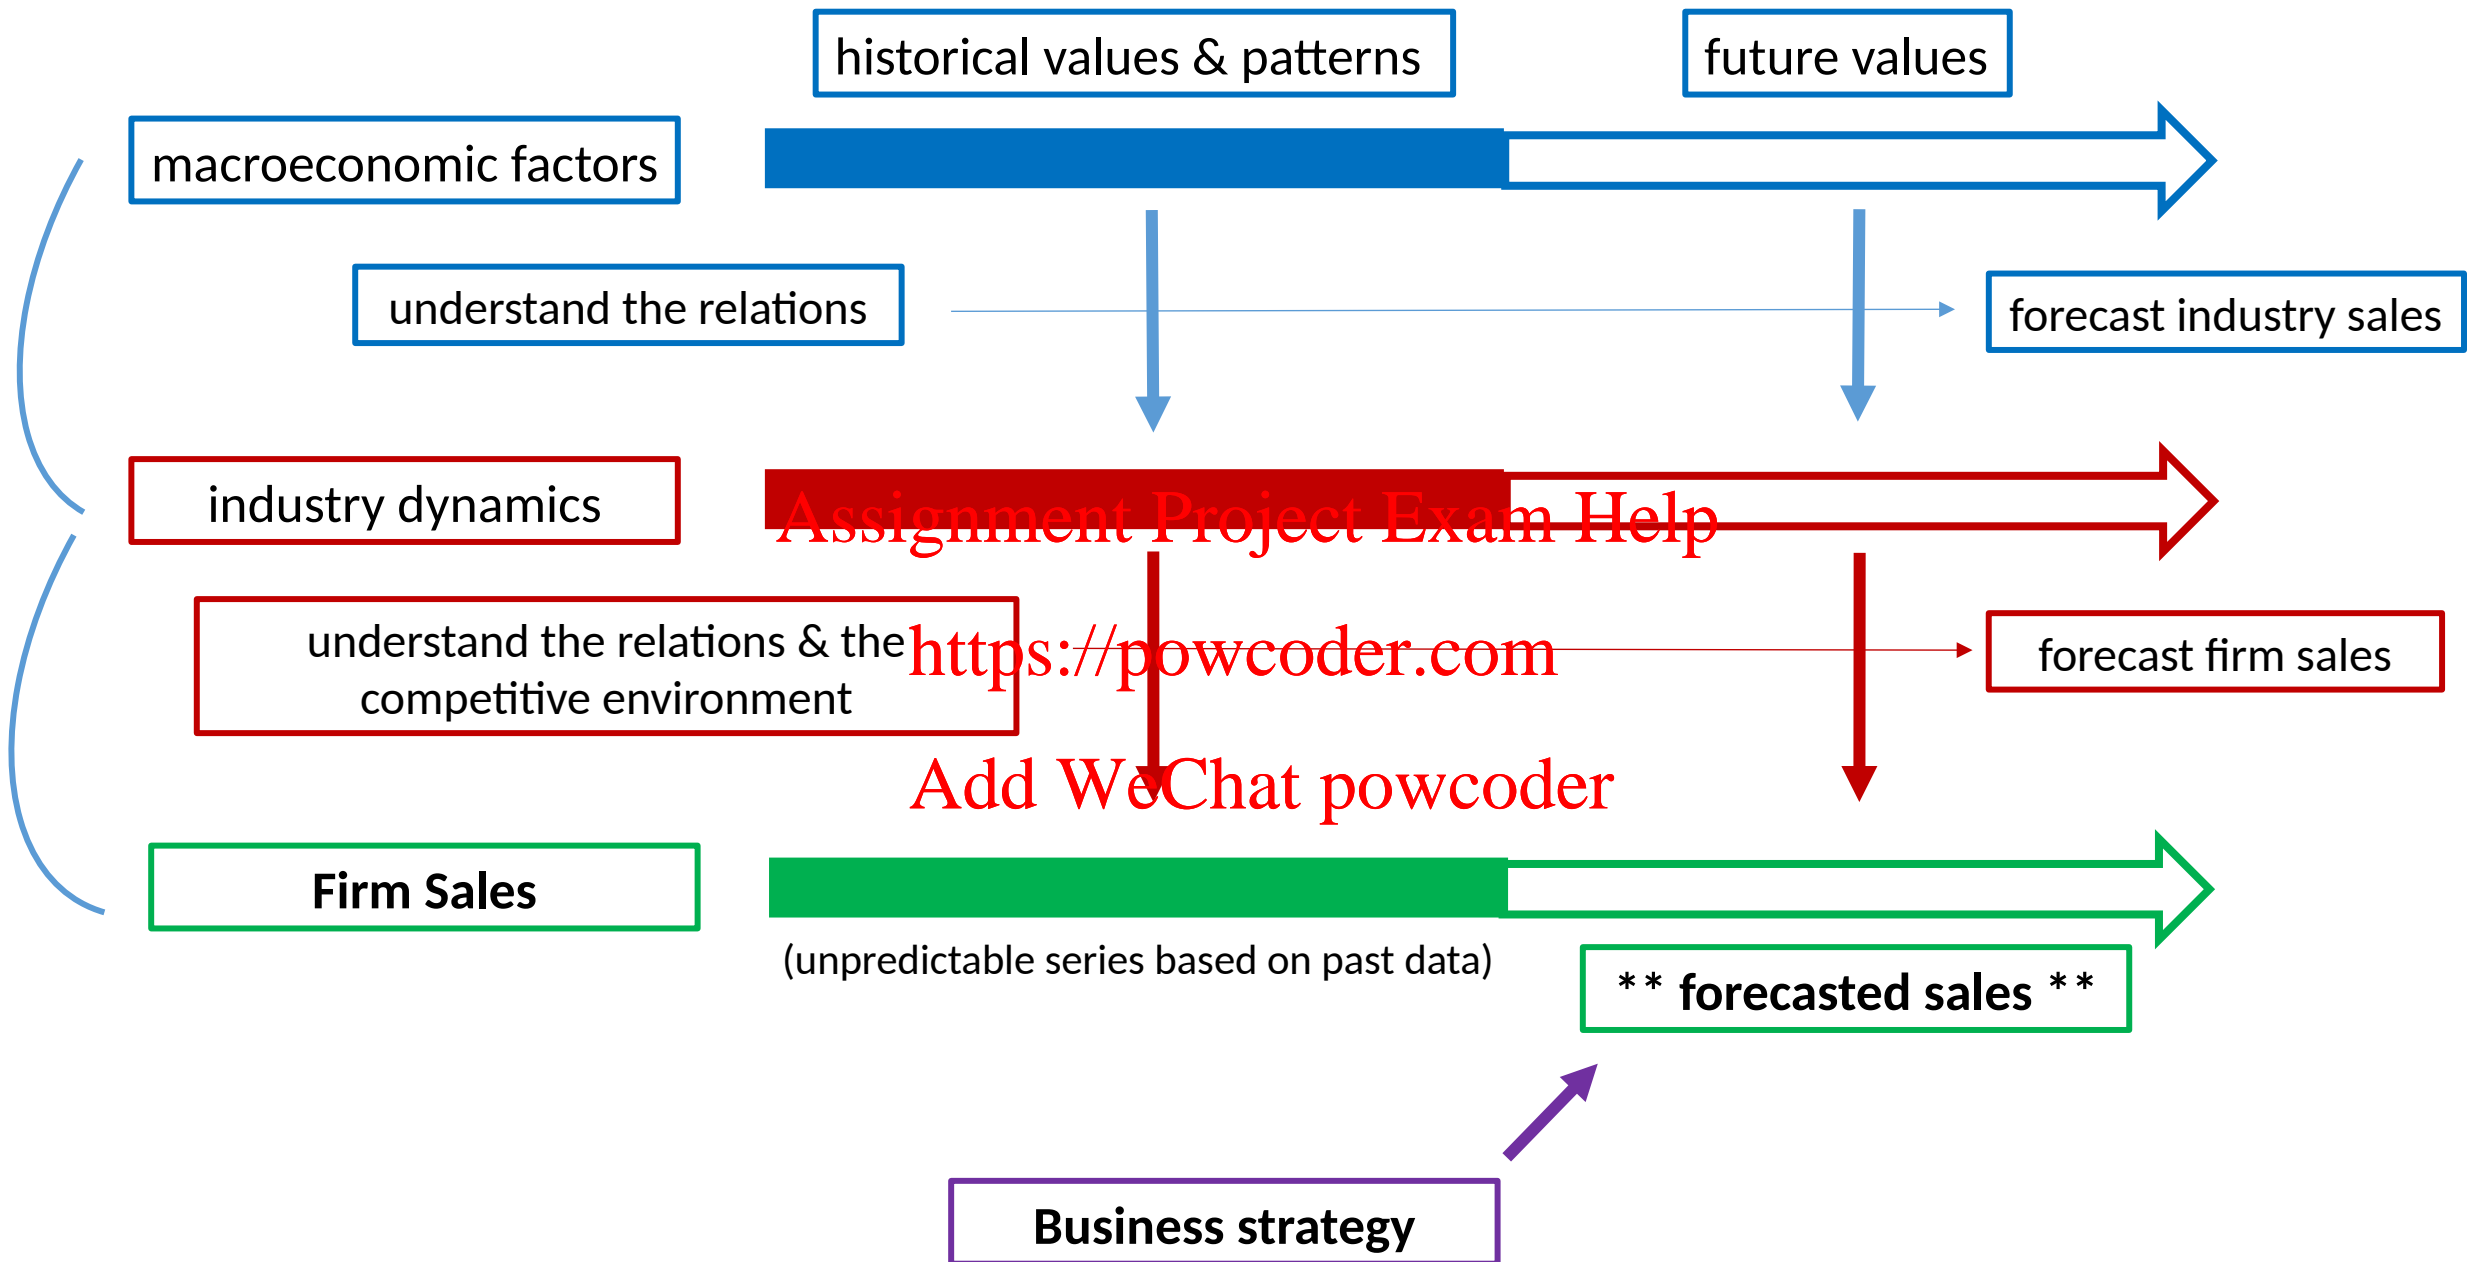 historical values & patterns
future values
macroeconomic factors
understand the relations
forecast industry sales
industry dynamics
Assignment Project Exam Help
understand the relations & the
competitive environment
https://powcoder.com
forecast firm sales
Add WeChat powcoder
Firm Sales
(unpredictable series based on past data)
** forecasted sales **
Business strategy